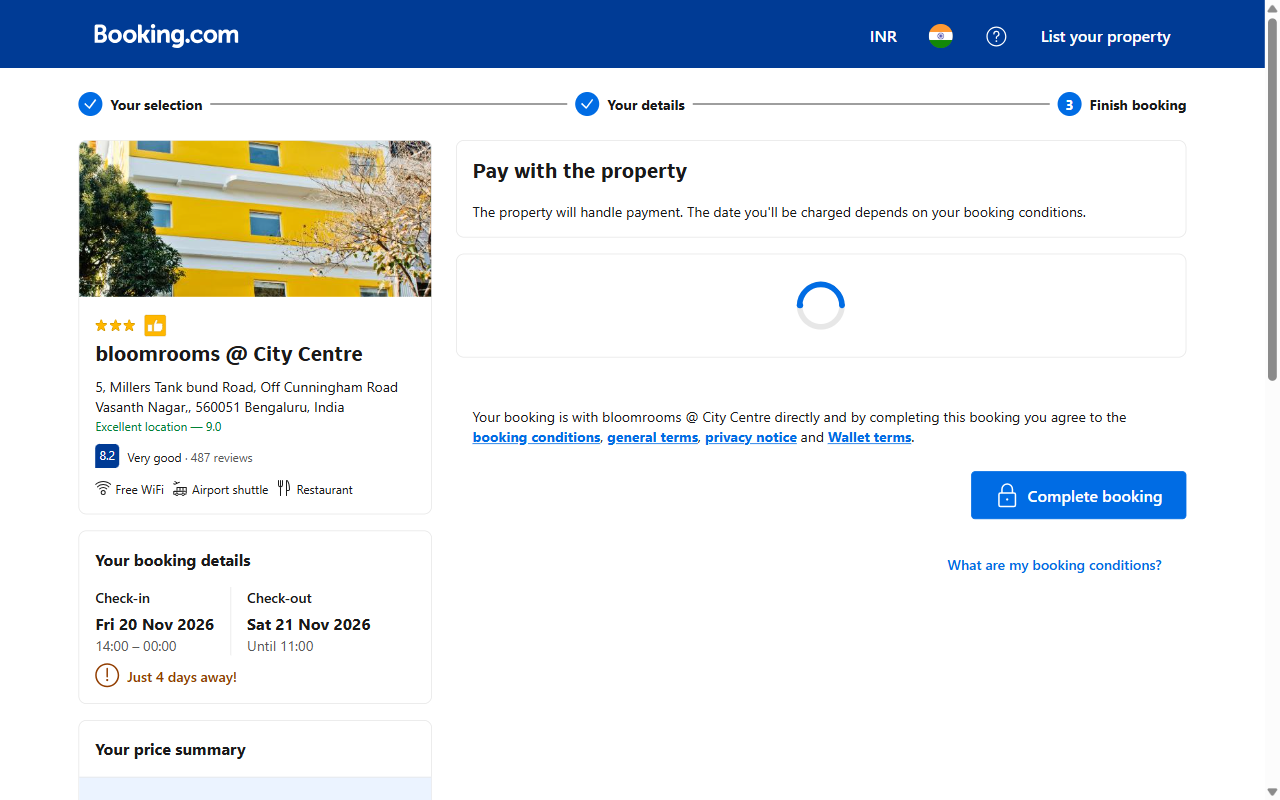 Booking.com
INR
List your property
Your selection
Your details
3 Finish booking
bloomrooms @ City Centre
5, Millers Tank bund Road, Off Cunningham Road
Vasanth Nagar,, 560051 Bengaluru, India
Excellent location — 9.0
8.2 Very good · 487 reviews
Free WiFi Airport shuttle Restaurant
Your booking details
Check-in Check-out
Fri 20 Nov 2026 Sat 21 Nov 2026
14:00 – 00:00 Until 11:00
Just 4 days away!
Your price summary
Pay with the property
The property will handle payment. The date you'll be charged depends on your booking conditions.
Your booking is with bloomrooms @ City Centre directly and by completing this booking you agree to the
booking conditions, general terms, privacy notice and Wallet terms.
Complete booking
What are my booking conditions?